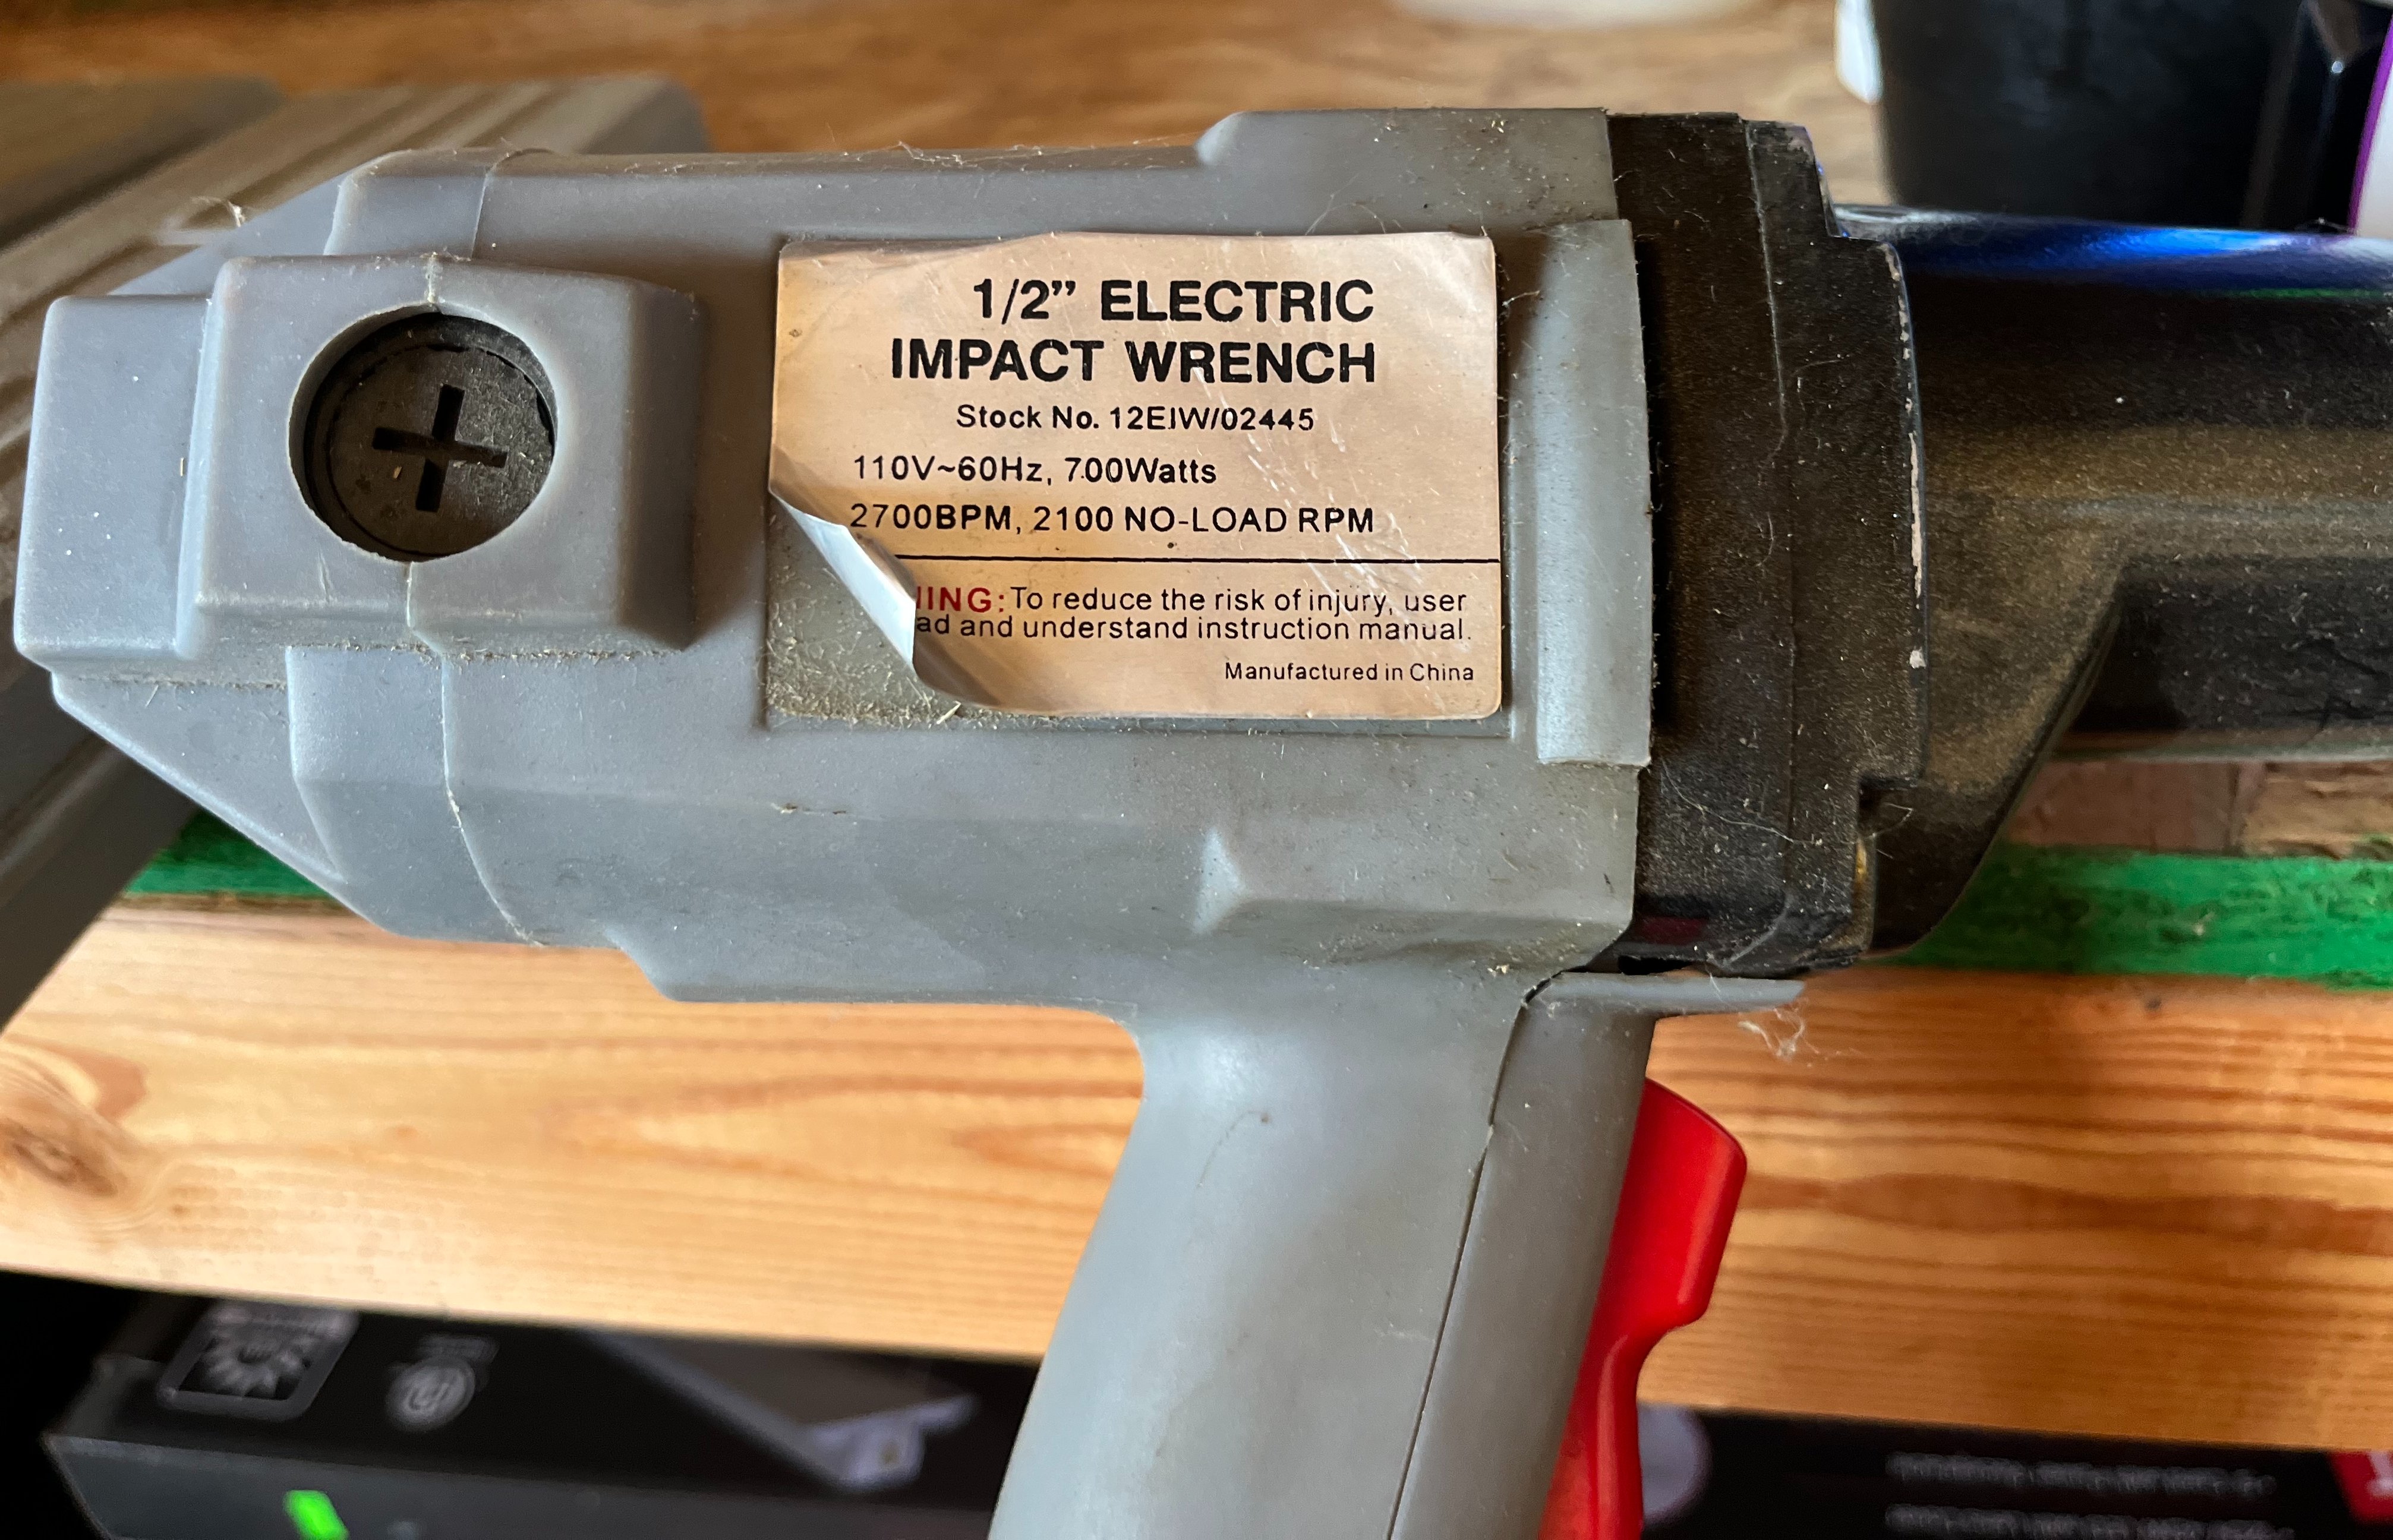 1/2” ELECTRIC
IMPACT WRENCH
Stock No. 12EIW/02445
110V~60Hz, 700Watts
2700BPM, 2100 NO-LOAD RPM
ING: To reduce the risk of injury, user
ad and understand instruction manual.
Manufactured in China